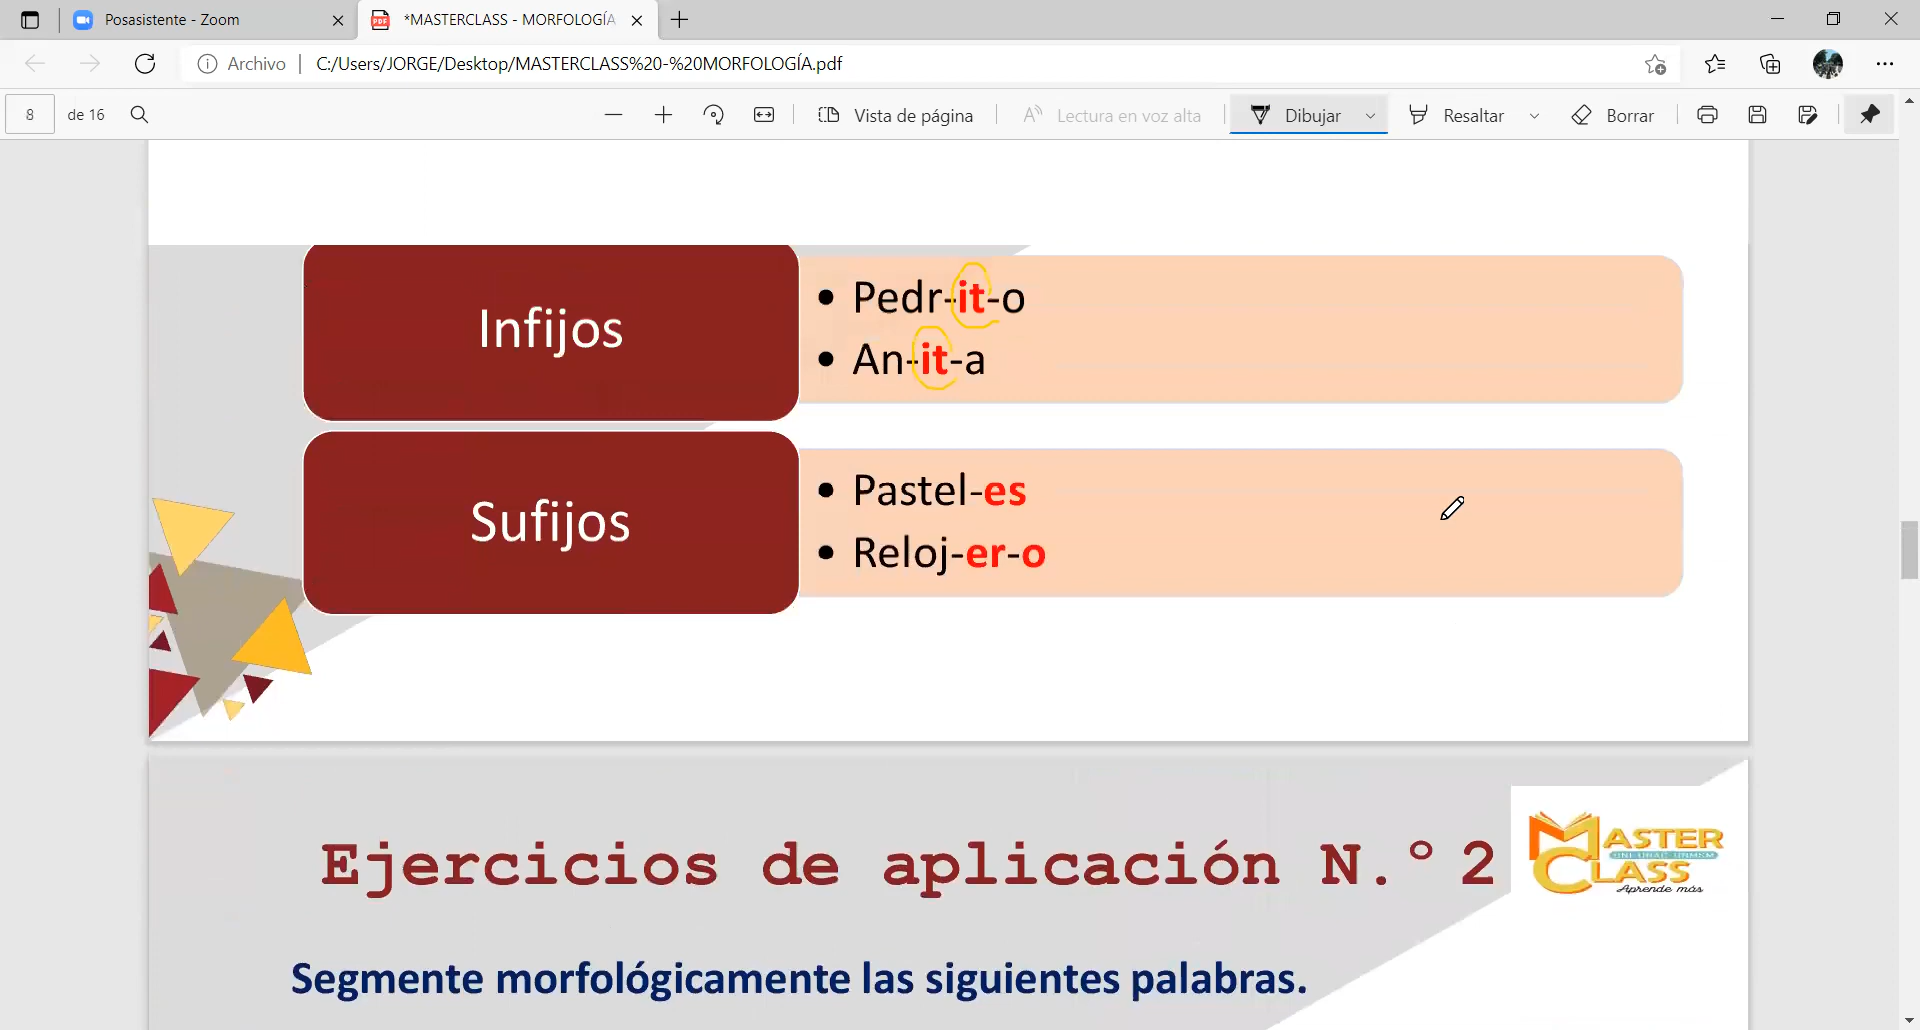 Posasistente - Zoom
*MASTERCLASS - MORFOLOGÍA
Archivo | C:/Users/JORGE/Desktop/MASTERCLASS%20-%20MORFOLOGÍA.pdf
8 de 16
Vista de página
Lectura en voz alta
Dibujar
Resaltar
Borrar
Infijos
• Pedr-it-o
• An-it-a
Sufijos
• Pastel-es
• Reloj-er-o
Ejercicios de aplicación N.º 2
MASTER
ONLINE UNMSM
CLASS
Aprende más
Segmente morfológicamente las siguientes palabras.